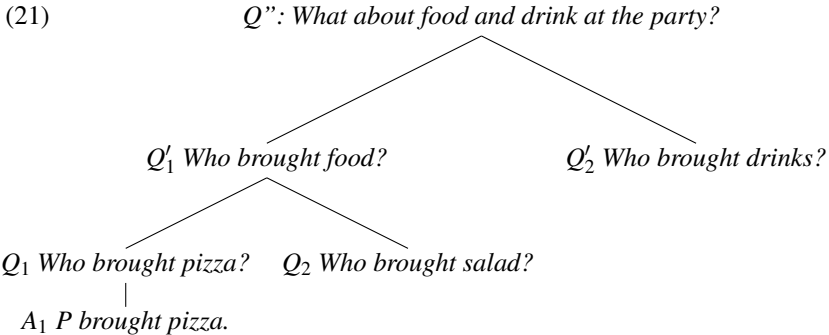 (21) Q”: What about food and drink at the party?
Q′₁ Who brought food? Q′₂ Who brought drinks?
Q₁ Who brought pizza? Q₂ Who brought salad?
A₁ P brought pizza.